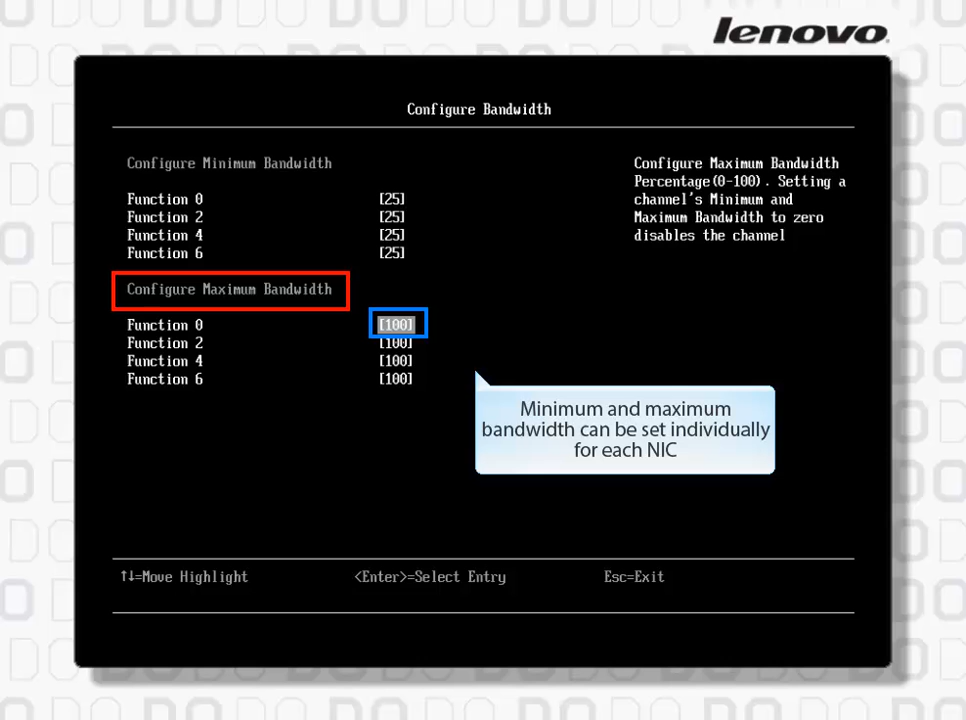 lenovo
Configure Bandwidth
Configure Minimum Bandwidth
Function 0 [25]
Function 2 [25]
Function 4 [25]
Function 6 [25]
Configure Maximum Bandwidth
Function 0 [100]
Function 2 [100]
Function 4 [100]
Function 6 [100]
Configure Maximum Bandwidth
Percentage(0-100). Setting a
channel's Minimum and
Maximum Bandwidth to zero
disables the channel
Minimum and maximum
bandwidth can be set individually
for each NIC
↑↓=Move Highlight <Enter>=Select Entry Esc=Exit